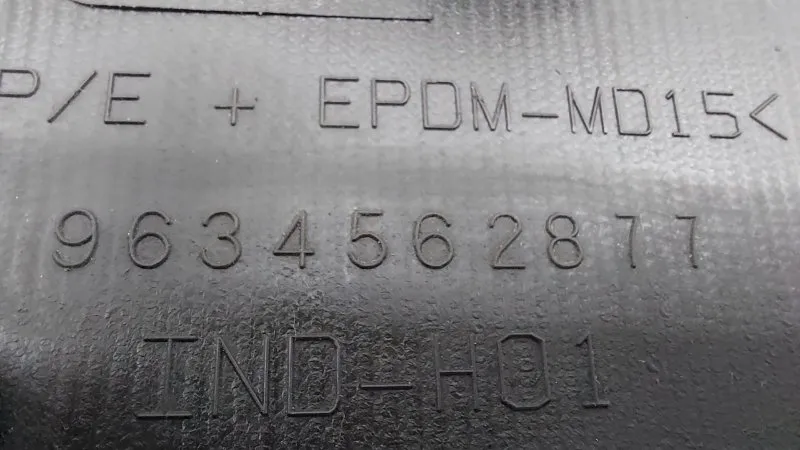 P/E + EPDM-MD15<
9634562877
IND-H01